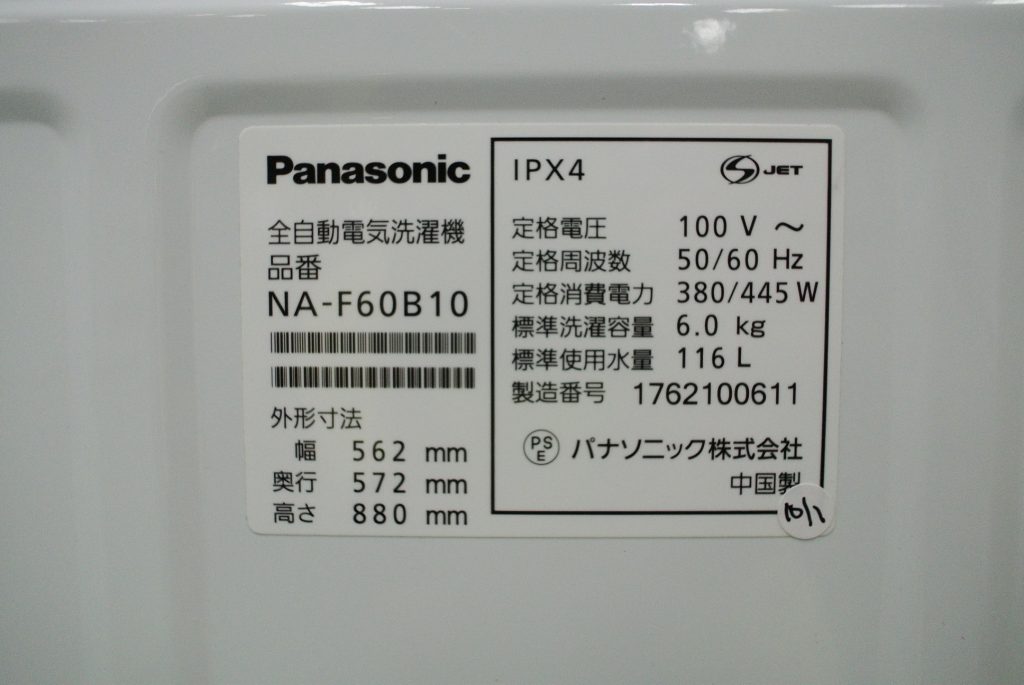 Panasonic
全自動電気洗濯機
品番
NA-F60B10
外形寸法
幅 562 mm
奥行 572 mm
高さ 880 mm
IPX4
S JET
定格電圧 100 V ～
定格周波数 50/60 Hz
定格消費電力 380/445 W
標準洗濯容量 6.0 kg
標準使用水量 116 L
製造番号 1762100611
PS
E
パナソニック株式会社
中国製
10/1